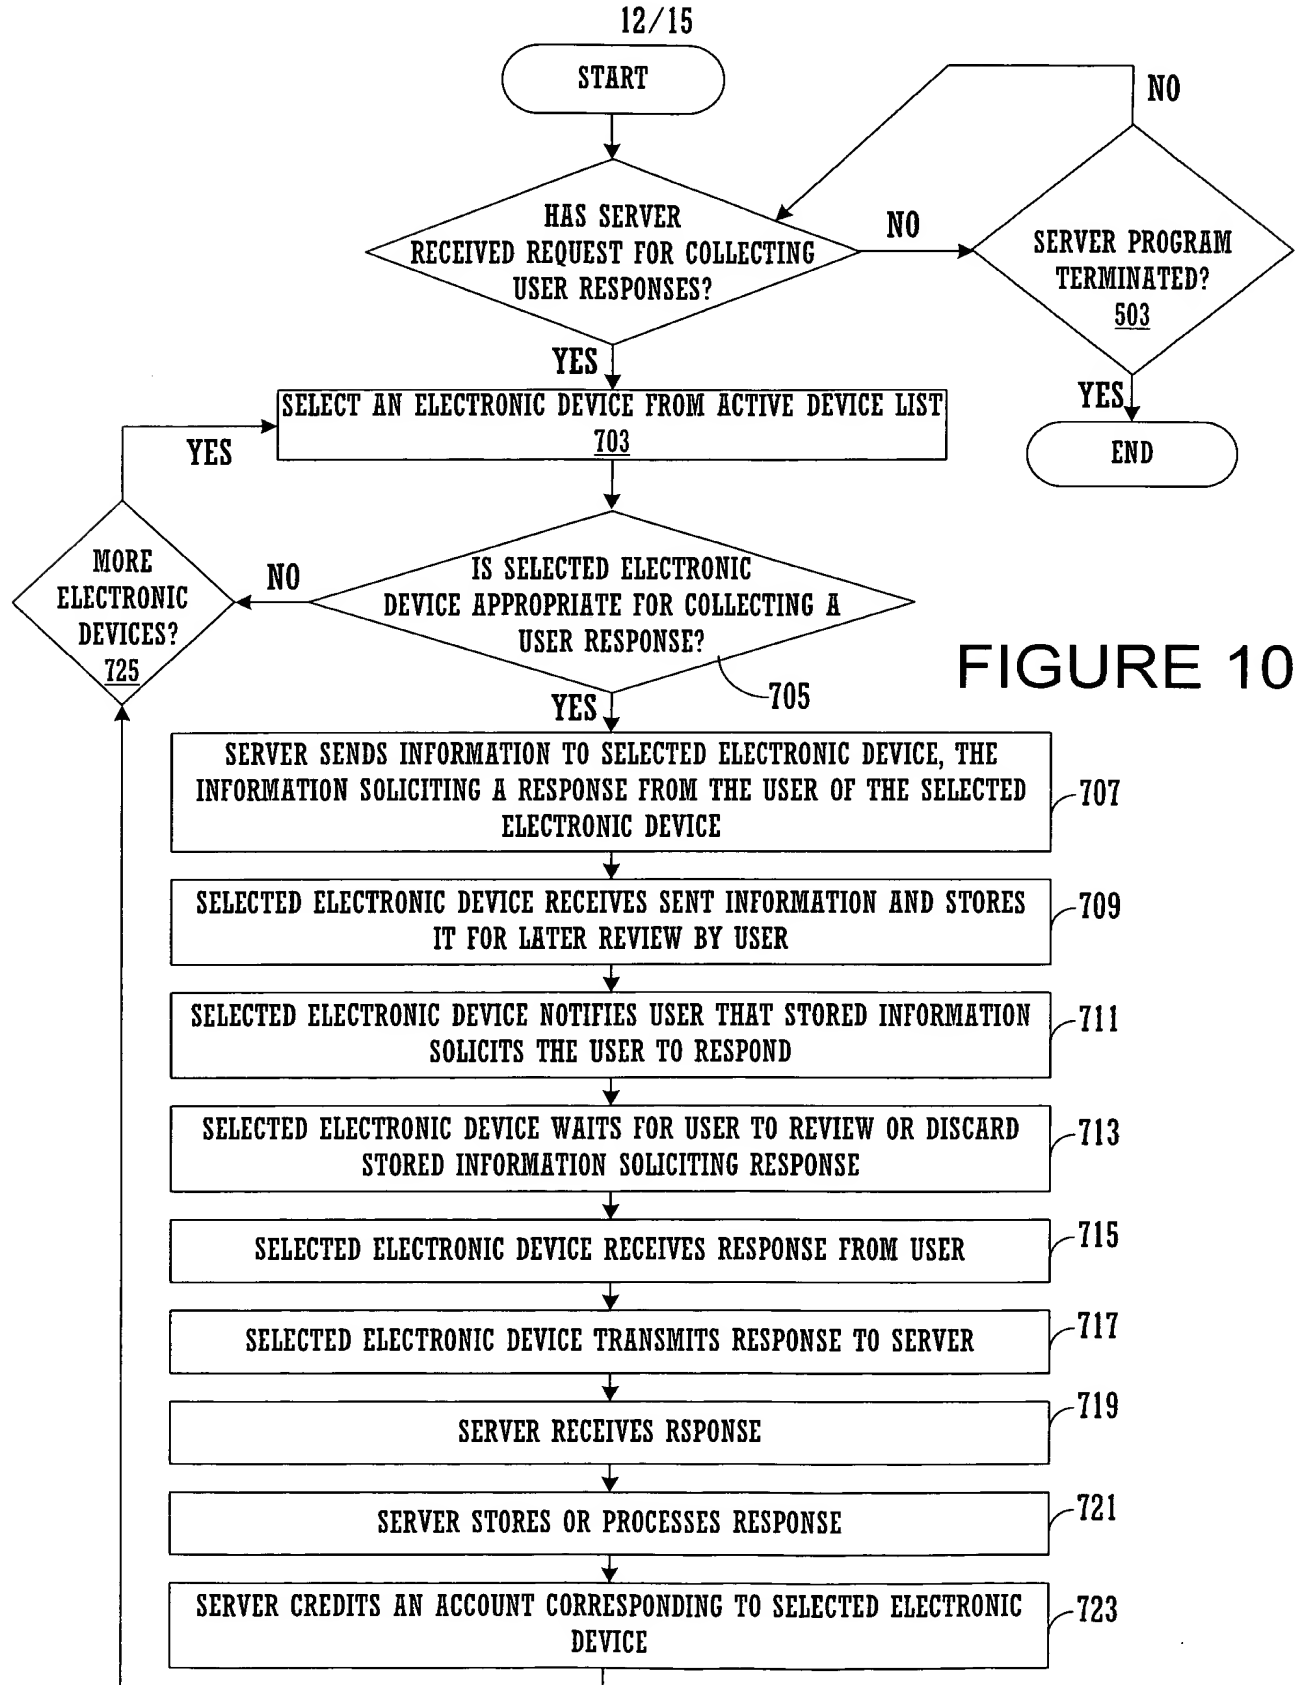 12/15
START
NO
HAS SERVER
RECEIVED REQUEST FOR COLLECTING
USER RESPONSES?
NO
SERVER PROGRAM
TERMINATED?
503
YES
YES
END
SELECT AN ELECTRONIC DEVICE FROM ACTIVE DEVICE LIST
703
YES
MORE
ELECTRONIC
DEVICES?
725
NO
IS SELECTED ELECTRONIC
DEVICE APPROPRIATE FOR COLLECTING A
USER RESPONSE?
705
FIGURE 10
YES
SERVER SENDS INFORMATION TO SELECTED ELECTRONIC DEVICE, THE
INFORMATION SOLICITING A RESPONSE FROM THE USER OF THE SELECTED
ELECTRONIC DEVICE
707
SELECTED ELECTRONIC DEVICE RECEIVES SENT INFORMATION AND STORES
IT FOR LATER REVIEW BY USER
709
SELECTED ELECTRONIC DEVICE NOTIFIES USER THAT STORED INFORMATION
SOLICITS THE USER TO RESPOND
711
SELECTED ELECTRONIC DEVICE WAITS FOR USER TO REVIEW OR DISCARD
STORED INFORMATION SOLICITING RESPONSE
713
SELECTED ELECTRONIC DEVICE RECEIVES RESPONSE FROM USER
715
SELECTED ELECTRONIC DEVICE TRANSMITS RESPONSE TO SERVER
717
SERVER RECEIVES RSPONSE
719
SERVER STORES OR PROCESSES RESPONSE
721
SERVER CREDITS AN ACCOUNT CORRESPONDING TO SELECTED ELECTRONIC
DEVICE
723